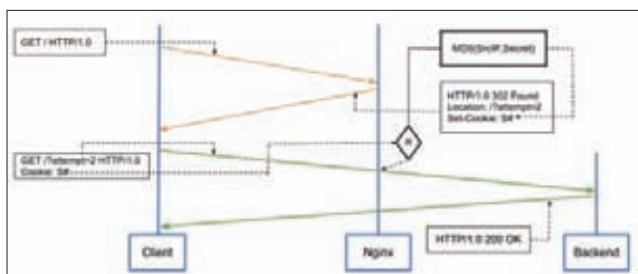 GET / HTTP/1.0
MD5(SrcIP,Secret)
HTTP/1.0 302 Found
Location: /?attempt=2
Set-Cookie: S# *
GET /?attempt=2 HTTP/1.0
Cookie: S#
HTTP/1.0 200 OK
Client
Nginx
Backend